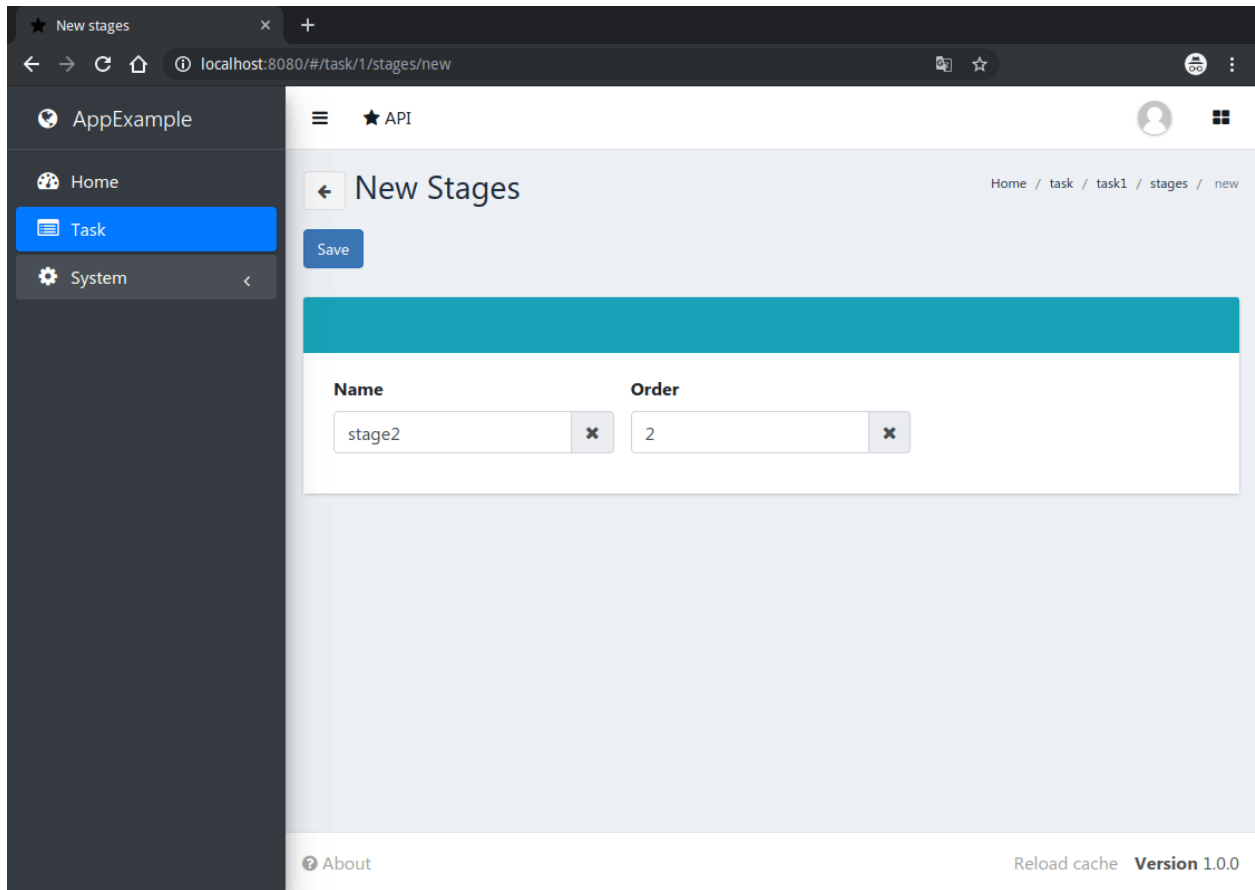 New stages
localhost:8080/#/task/1/stages/new
AppExample
API
Home
Task
System
New Stages
Home / task / task1 / stages / new
Save
Name
Order
stage2
2
About
Reload cache Version 1.0.0